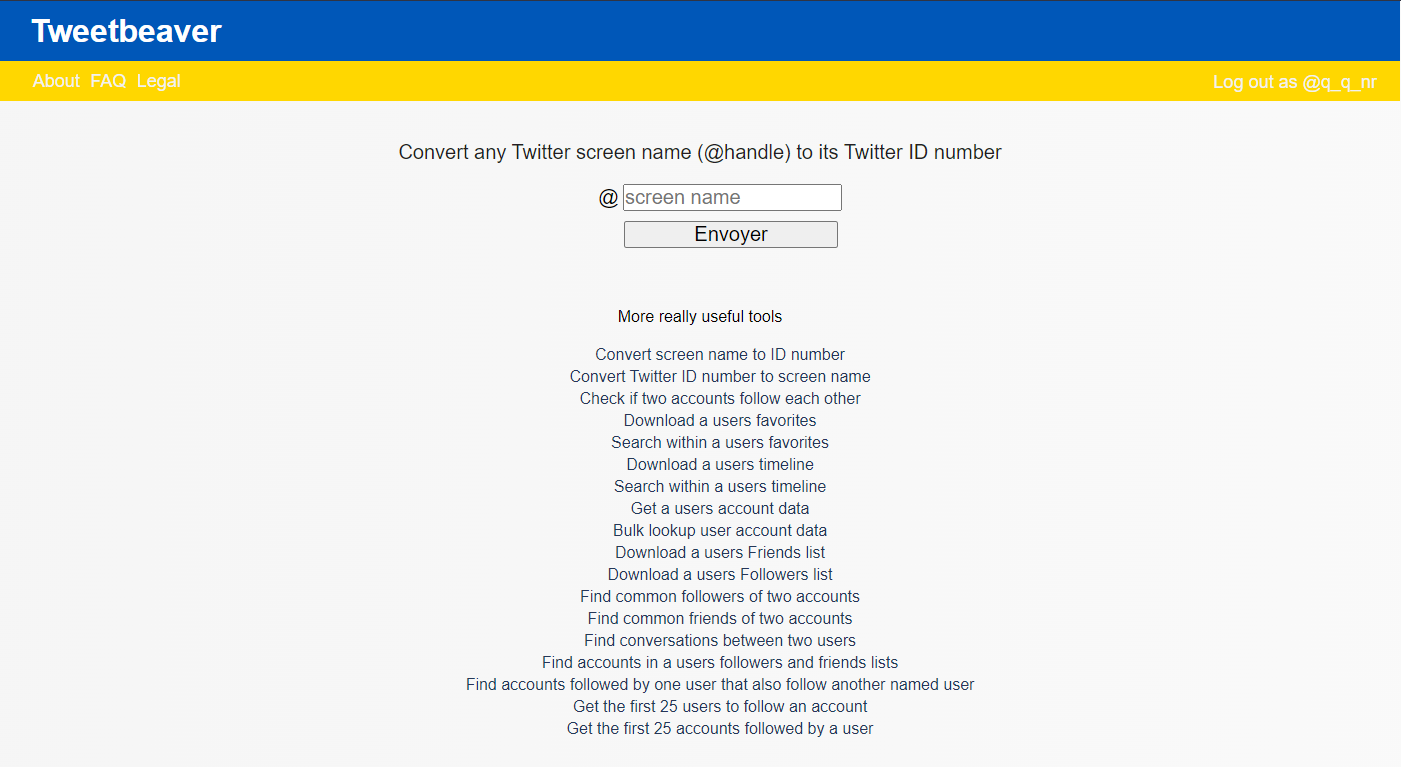 Tweetbeaver
About FAQ Legal Log out as @q_q_nr
Convert any Twitter screen name (@handle) to its Twitter ID number
@ screen name
Envoyer
More really useful tools
Convert screen name to ID number
Convert Twitter ID number to screen name
Check if two accounts follow each other
Download a users favorites
Search within a users favorites
Download a users timeline
Search within a users timeline
Get a users account data
Bulk lookup user account data
Download a users Friends list
Download a users Followers list
Find common followers of two accounts
Find common friends of two accounts
Find conversations between two users
Find accounts in a users followers and friends lists
Find accounts followed by one user that also follow another named user
Get the first 25 users to follow an account
Get the first 25 accounts followed by a user